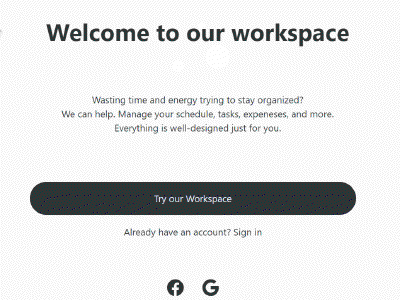 Welcome to our workspace
Wasting time and energy trying to stay organized?
We can help. Manage your schedule, tasks, expeneses, and more.
Everything is well-designed just for you.
Try our Workspace
Already have an account? Sign in